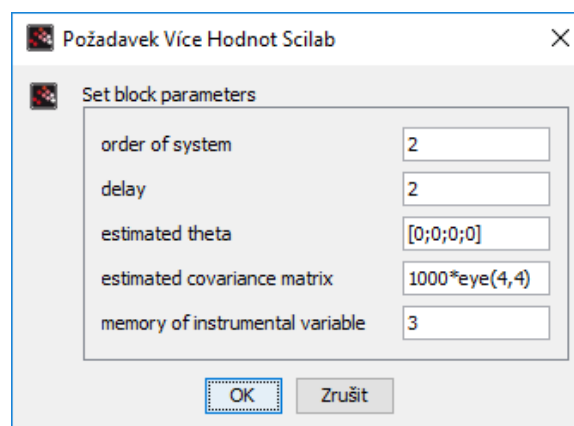 Požadavek Více Hodnot Scilab
Set block parameters
order of system 2
delay 2
estimated theta [0;0;0;0]
estimated covariance matrix 1000*eye(4,4)
memory of instrumental variable 3
OK Zrušit